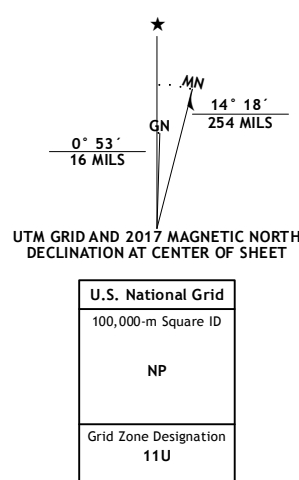 ★
MN
GN
14° 18´
254 MILS
0° 53´
16 MILS
UTM GRID AND 2017 MAGNETIC NORTH
DECLINATION AT CENTER OF SHEET
U.S. National Grid
100,000-m Square ID
NP
Grid Zone Designation
11U